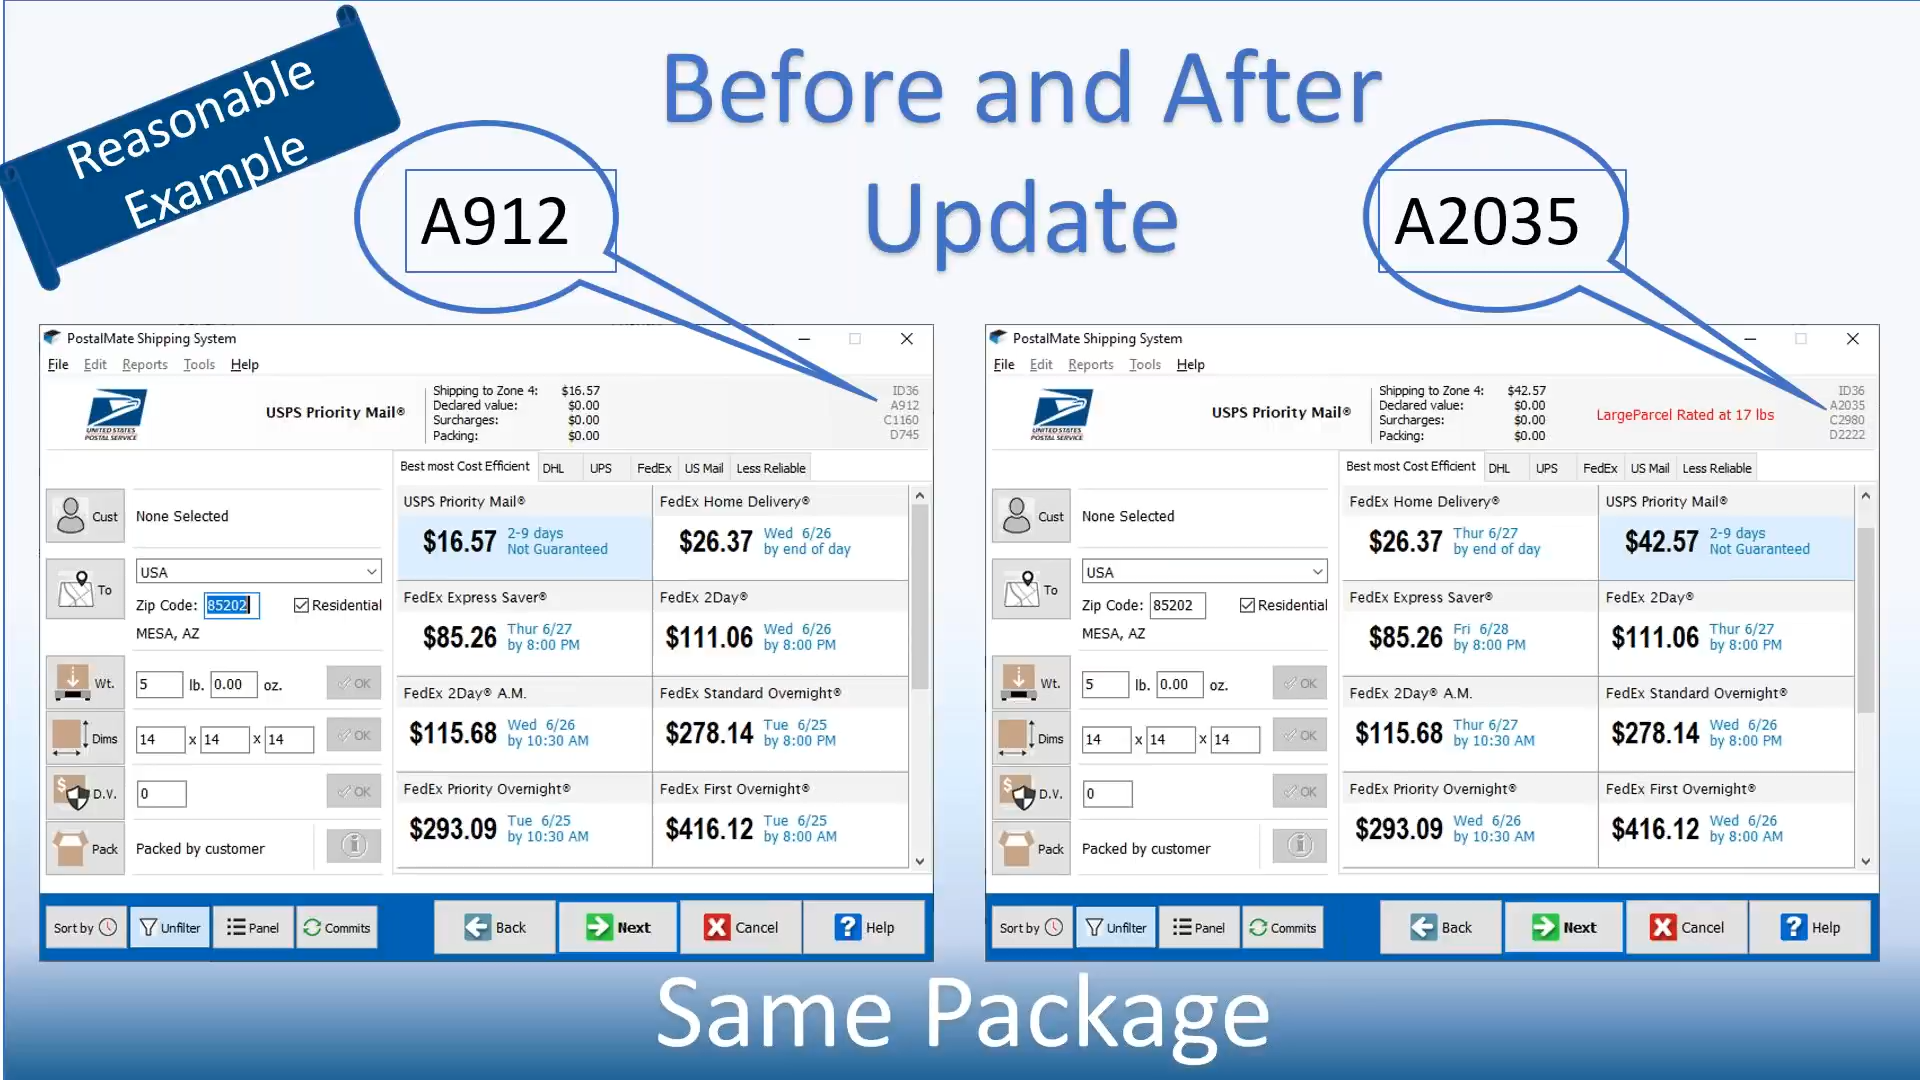 Reasonable
Example
Before and After
Update
A912
A2035
PostalMate Shipping System
File Edit Reports Tools Help
UNITED STATES
POSTAL SERVICE
USPS Priority Mail®
Shipping to Zone 4: $16.57
Declared value: $0.00
Surcharges: $0.00
Packing: $0.00
ID36
A912
C1160
D745
Best most Cost Efficient DHL UPS FedEx US Mail Less Reliable
Cust None Selected
To USA
Zip Code: 85202 Residential
MESA, AZ
Wt. 5 lb. 0.00 oz. OK
Dims 14 x 14 x 14 OK
D.V. 0 OK
Pack Packed by customer
USPS Priority Mail®
$16.57 2-9 days
Not Guaranteed
FedEx Home Delivery®
$26.37 Wed 6/26
by end of day
FedEx Express Saver®
$85.26 Thur 6/27
by 8:00 PM
FedEx 2Day®
$111.06 Wed 6/26
by 8:00 PM
FedEx 2Day® A.M.
$115.68 Wed 6/26
by 10:30 AM
FedEx Standard Overnight®
$278.14 Tue 6/25
by 8:00 PM
FedEx Priority Overnight®
$293.09 Tue 6/25
by 10:30 AM
FedEx First Overnight®
$416.12 Tue 6/25
by 8:00 AM
Sort by Unfilter Panel Commits Back Next Cancel Help
PostalMate Shipping System
File Edit Reports Tools Help
UNITED STATES
POSTAL SERVICE
USPS Priority Mail®
Shipping to Zone 4: $42.57
Declared value: $0.00
Surcharges: $0.00
Packing: $0.00
LargeParcel Rated at 17 lbs
ID36
A2035
C2980
D2222
Best most Cost Efficient DHL UPS FedEx US Mail Less Reliable
Cust None Selected
To USA
Zip Code: 85202 Residential
MESA, AZ
Wt. 5 lb. 0.00 oz. OK
Dims 14 x 14 x 14 OK
D.V. 0 OK
Pack Packed by customer
FedEx Home Delivery®
$26.37 Thur 6/27
by end of day
USPS Priority Mail®
$42.57 2-9 days
Not Guaranteed
FedEx Express Saver®
$85.26 Fri 6/28
by 8:00 PM
FedEx 2Day®
$111.06 Thur 6/27
by 8:00 PM
FedEx 2Day® A.M.
$115.68 Thur 6/27
by 10:30 AM
FedEx Standard Overnight®
$278.14 Wed 6/26
by 8:00 PM
FedEx Priority Overnight®
$293.09 Wed 6/26
by 10:30 AM
FedEx First Overnight®
$416.12 Wed 6/26
by 8:00 AM
Sort by Unfilter Panel Commits Back Next Cancel Help
Same Package